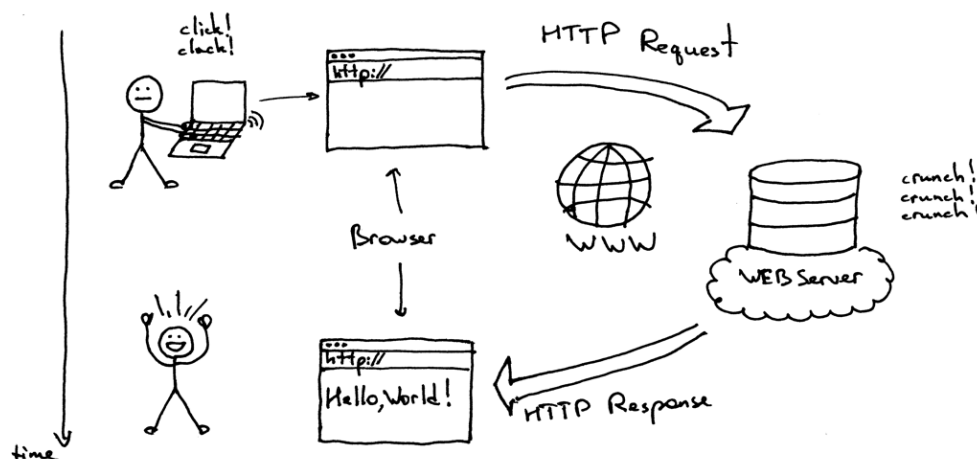 click!
clack!
HTTP Request
http://
crunch!
crunch!
crunch!
Browser
WWW
WEB Server
http://
Hello, World!
HTTP Response
time